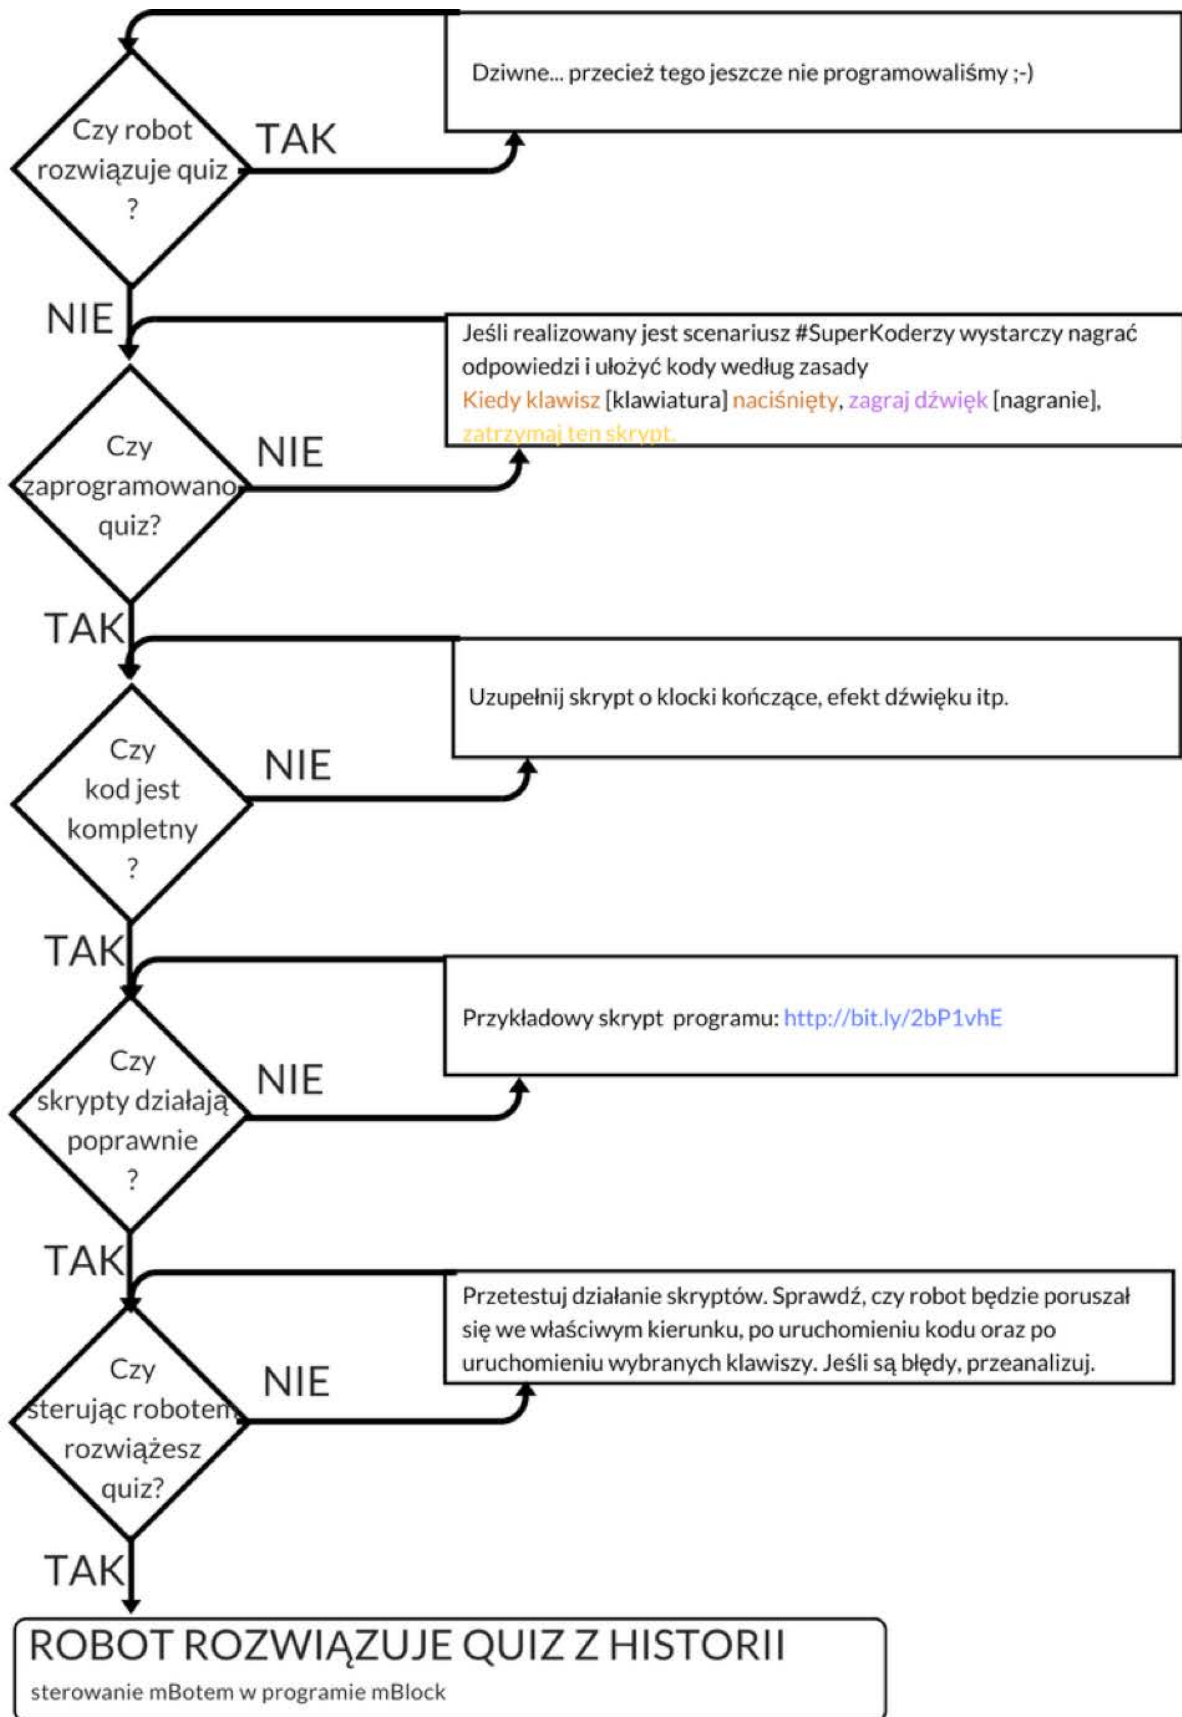 Dziwne... przecież tego jeszcze nie programowaliśmy ;-)
Czy robot
rozwiązuje quiz
?
TAK
NIE
Jeśli realizowany jest scenariusz #SuperKoderzy wystarczy nagrać
odpowiedzi i ułożyć kody według zasady
Kiedy klawisz [klawiatura] naciśnięty, zagraj dźwięk [nagranie],
zatrzymaj ten skrypt.
Czy
zaprogramowano
quiz?
NIE
TAK
Uzupełnij skrypt o klocki kończące, efekt dźwięku itp.
Czy
kod jest
kompletny
?
NIE
TAK
Przykładowy skrypt programu: http://bit.ly/2bP1vhE
Czy
skrypty działają
poprawnie
?
NIE
TAK
Przetestuj działanie skryptów. Sprawdź, czy robot będzie poruszał
się we właściwym kierunku, po uruchomieniu kodu oraz po
uruchomieniu wybranych klawiszy. Jeśli są błędy, przeanalizuj.
Czy
sterując robotem
rozwiążesz
quiz?
NIE
TAK
ROBOT ROZWIĄZUJE QUIZ Z HISTORII
sterowanie mBotem w programie mBlock